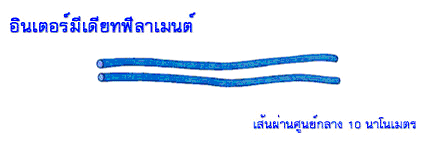 อินเตอร์มีเดียทฟิลาเมนต์
เส้นผ่านศูนย์กลาง 10 นาโนเมตร